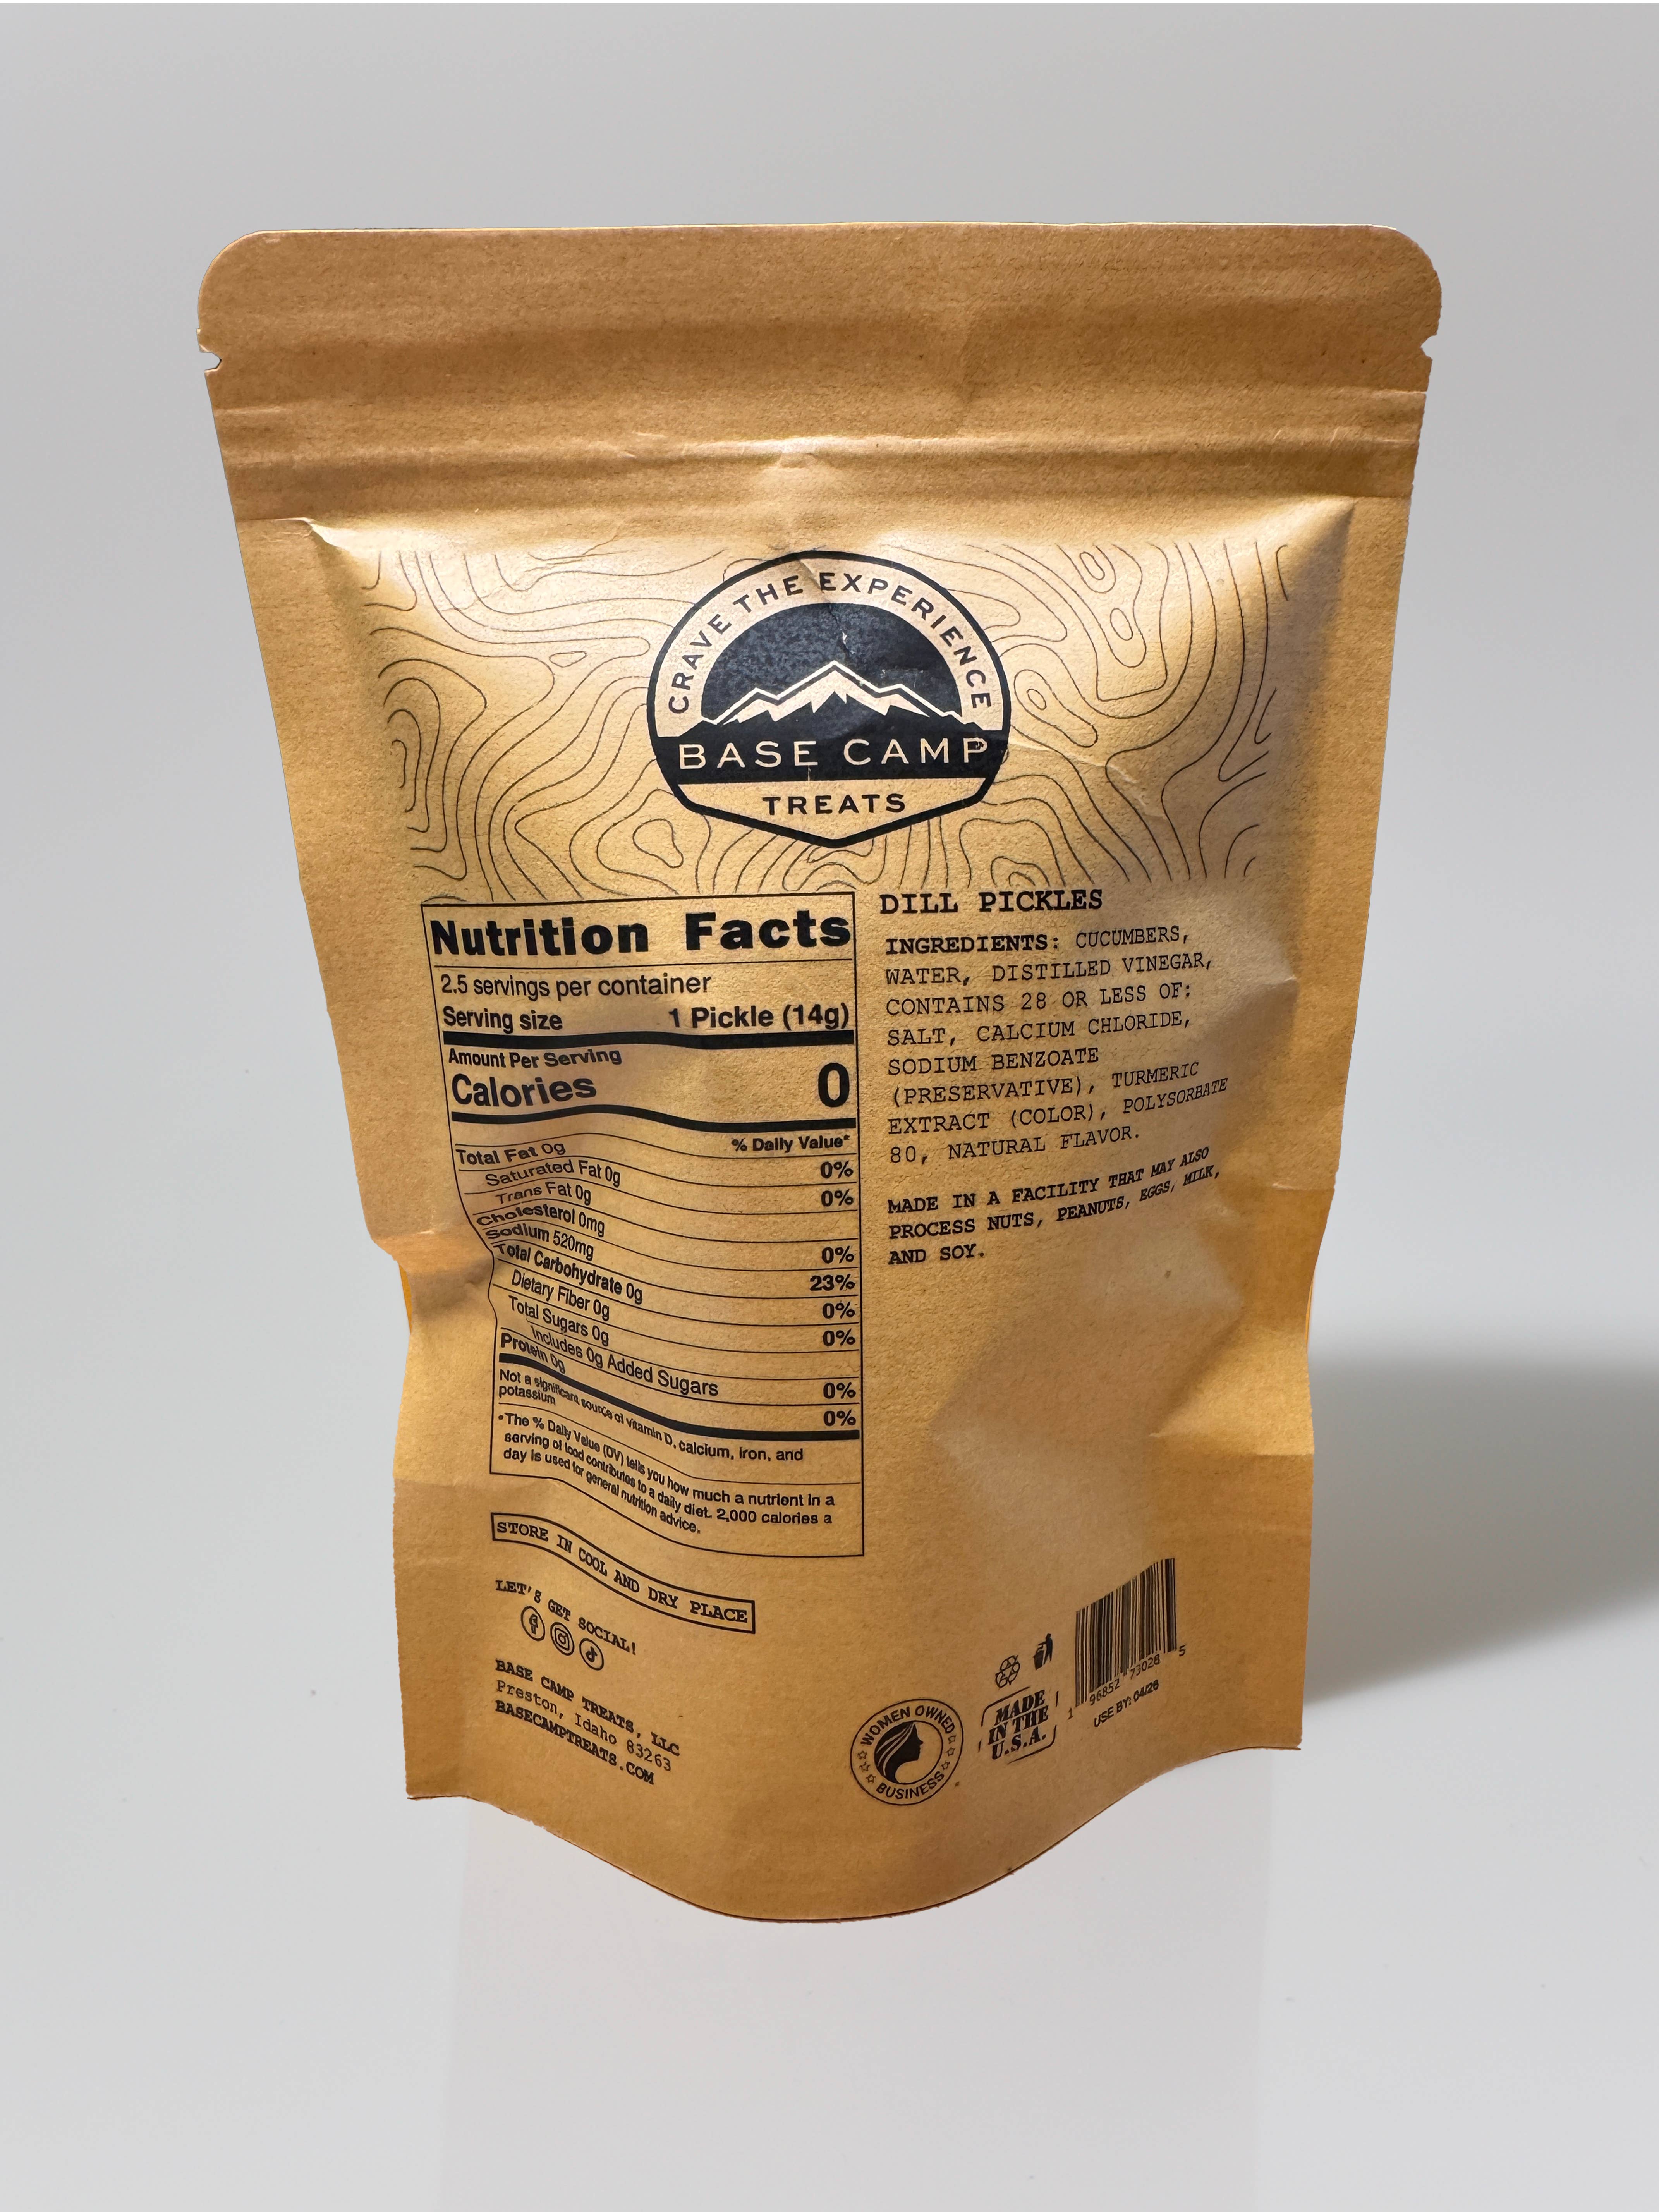 CRAVE THE EXPERIENCE
BASE CAMP
TREATS
Nutrition Facts
2.5 servings per container
Serving size 1 Pickle (14g)
Amount Per Serving
Calories 0
% Daily Value*
Total Fat 0g 0%
Saturated Fat 0g 0%
Trans Fat 0g
Cholesterol 0mg 0%
Sodium 520mg 23%
Total Carbohydrate 0g 0%
Dietary Fiber 0g 0%
Total Sugars 0g
Includes 0g Added Sugars 0%
Protein 0g 0%
Not a significant source of vitamin D, calcium, iron, and
potassium
*The % Daily Value (DV) tells you how much a nutrient in a
serving of food contributes to a daily diet. 2,000 calories a
day is used for general nutrition advice.
DILL PICKLES
INGREDIENTS: CUCUMBERS,
WATER, DISTILLED VINEGAR,
CONTAINS 28 OR LESS OF:
SALT, CALCIUM CHLORIDE,
SODIUM BENZOATE
(PRESERVATIVE), TURMERIC
EXTRACT (COLOR), POLYSORBATE
80, NATURAL FLAVOR.
MADE IN A FACILITY THAT MAY ALSO
PROCESS NUTS, PEANUTS, EGGS, MILK,
AND SOY.
STORE IN COOL AND DRY PLACE
LET'S GET SOCIAL!
BASE CAMP TREATS, LLC
Preston, Idaho 83263
BASECAMPTREATS.COM
WOMEN OWNED
BUSINESS
MADE
IN THE
U.S.A.
1 96852 73028 5
USE BY: 04/26